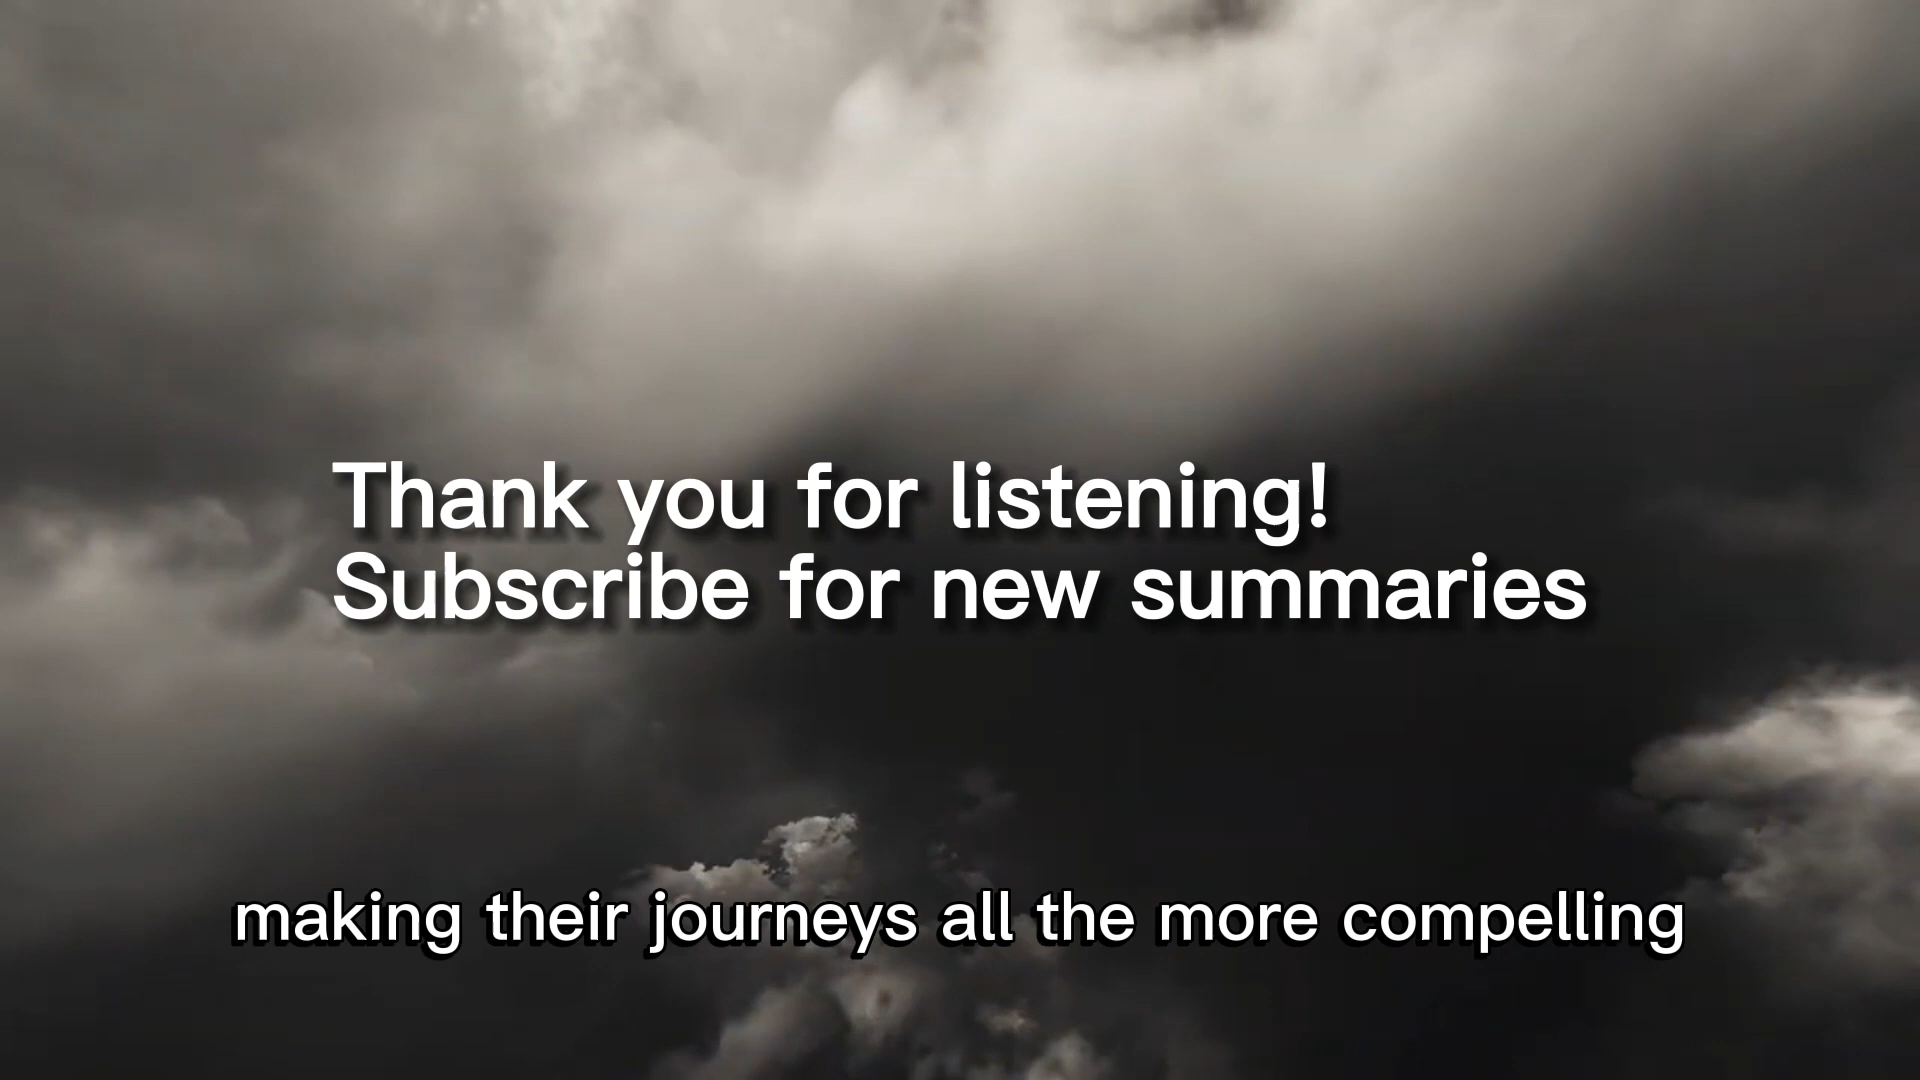 Thank you for listening!
Subscribe for new summaries
making their journeys all the more compelling